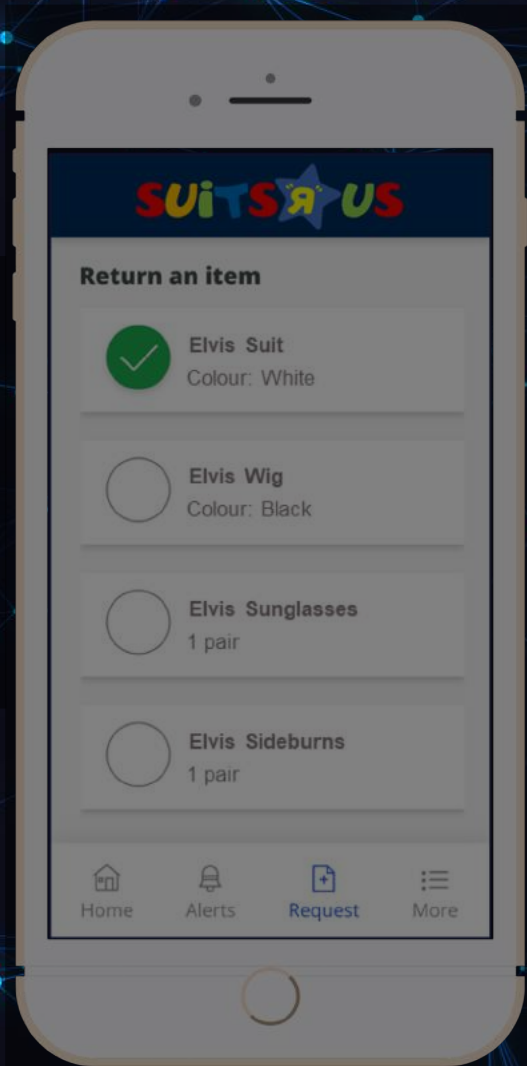 SUiTS "R" US
Return an item
Elvis Suit
Colour: White
Elvis Wig
Colour: Black
Elvis Sunglasses
1 pair
Elvis Sideburns
1 pair
Home Alerts Request More